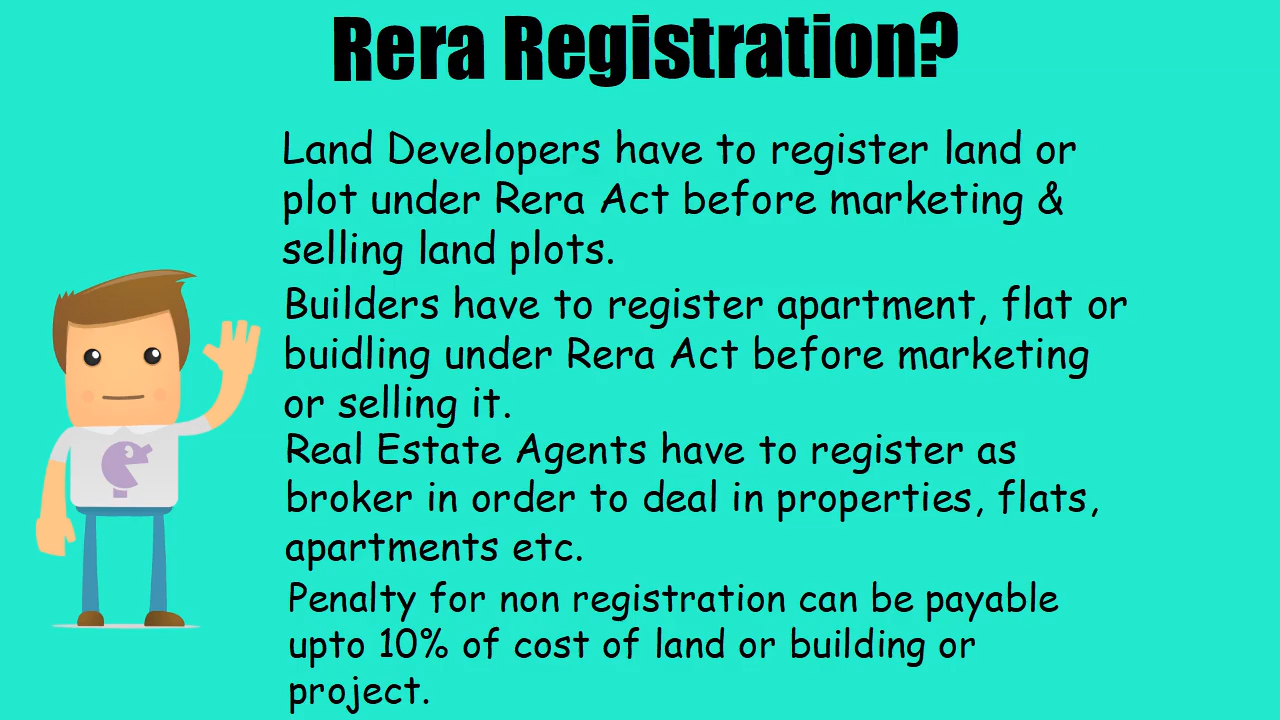 Rera Registration?
Land Developers have to register land or
plot under Rera Act before marketing &
selling land plots.
Builders have to register apartment, flat or
buidling under Rera Act before marketing
or selling it.
Real Estate Agents have to register as
broker in order to deal in properties, flats,
apartments etc.
Penalty for non registration can be payable
upto 10% of cost of land or building or
project.